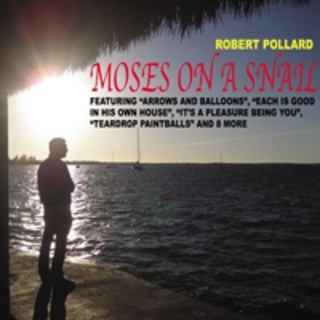 ROBERT POLLARD
MOSES ON A SNAIL
FEATURING "ARROWS AND BALLOONS", "EACH IS GOOD
IN HIS OWN HOUSE", "IT'S A PLEASURE BEING YOU",
"TEARDROP PAINTBALLS" AND 8 MORE